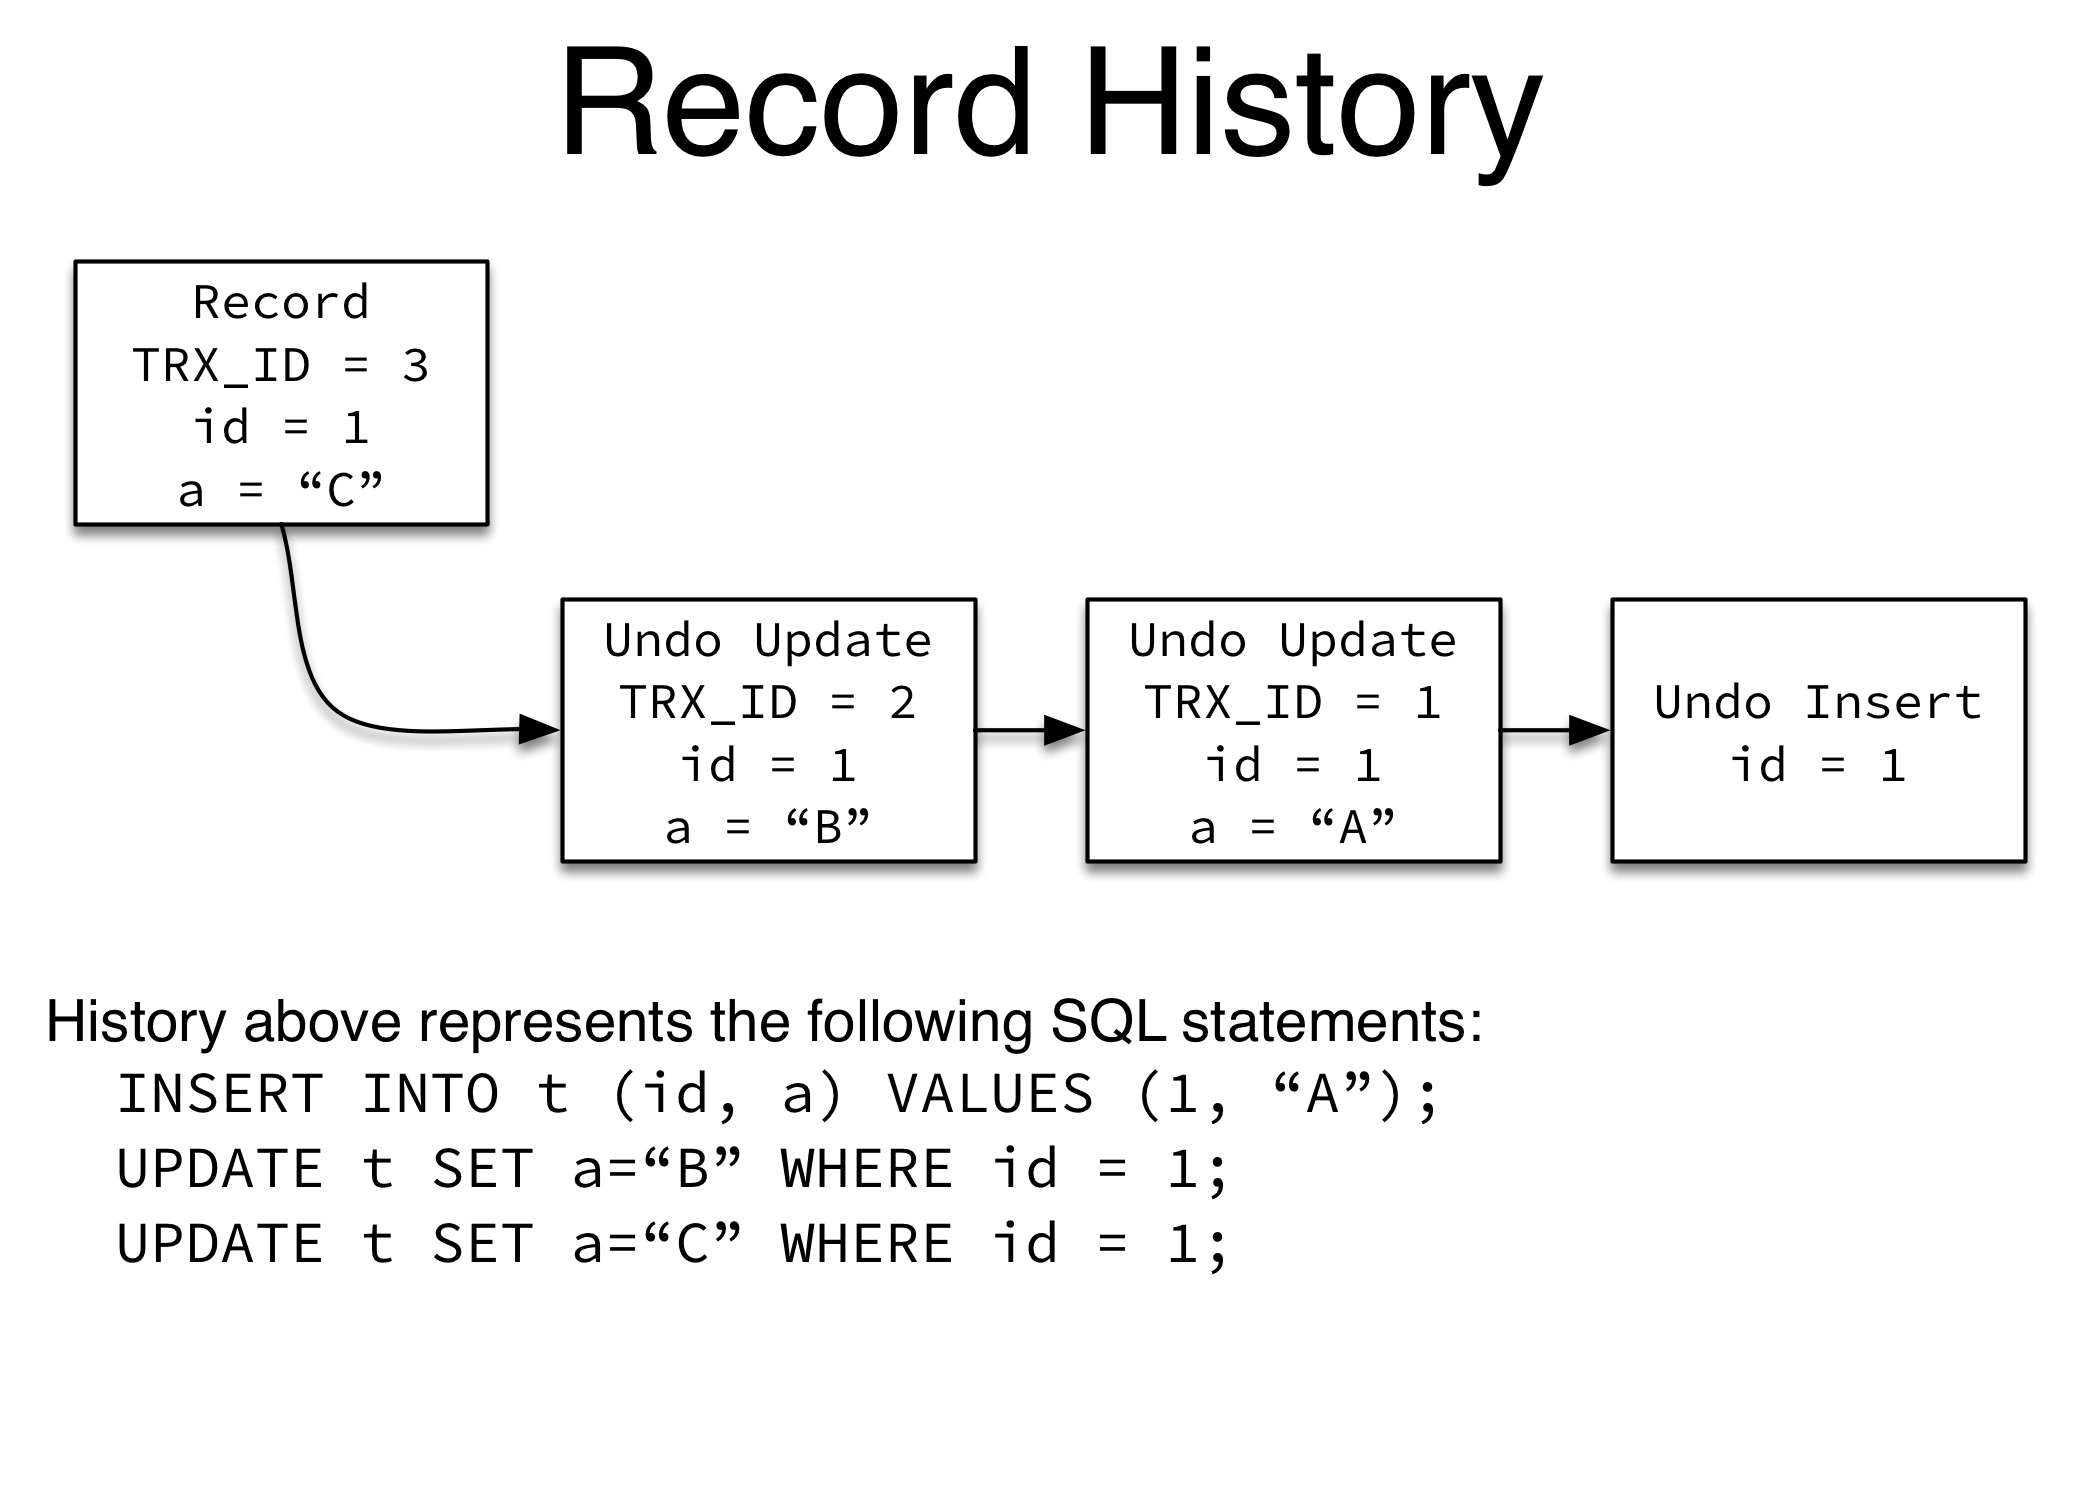 Record History
Record
TRX_ID = 3
id = 1
a = “C”
Undo Update
TRX_ID = 2
id = 1
a = “B”
Undo Update
TRX_ID = 1
id = 1
a = “A”
Undo Insert
id = 1
History above represents the following SQL statements:
INSERT INTO t (id, a) VALUES (1, “A”);
UPDATE t SET a=“B” WHERE id = 1;
UPDATE t SET a=“C” WHERE id = 1;